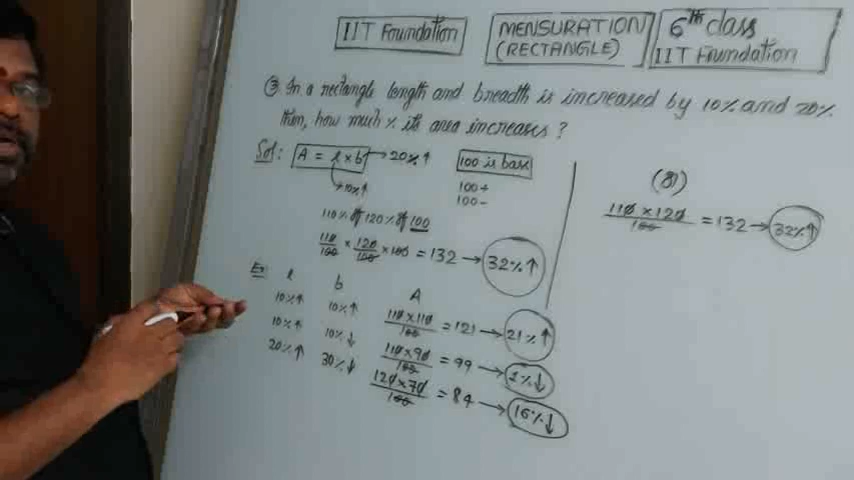 IIT Foundation
MENSURATION
(RECTANGLE)
6th class
IIT Foundation
③ In a rectangle length and breadth is increased by 10% and 20%
then, how much % its area increases ?
Sol: A = l × b → 20% ↑
→ 10% ↑
100 is base
100 +
100 -
110% of 120% of 100
110/100 × 120/100 × 100 = 132 → 32% ↑
(or)
110 × 120/100 = 132 → 32% ↑
Ex: l b A
10% ↑ 10% ↑ 110 × 110/100 = 121 → 21% ↑
10% ↑ 10% ↓ 110 × 90/100 = 99 → 1% ↓
20% ↑ 30% ↓ 120 × 70/100 = 84 → 16% ↓